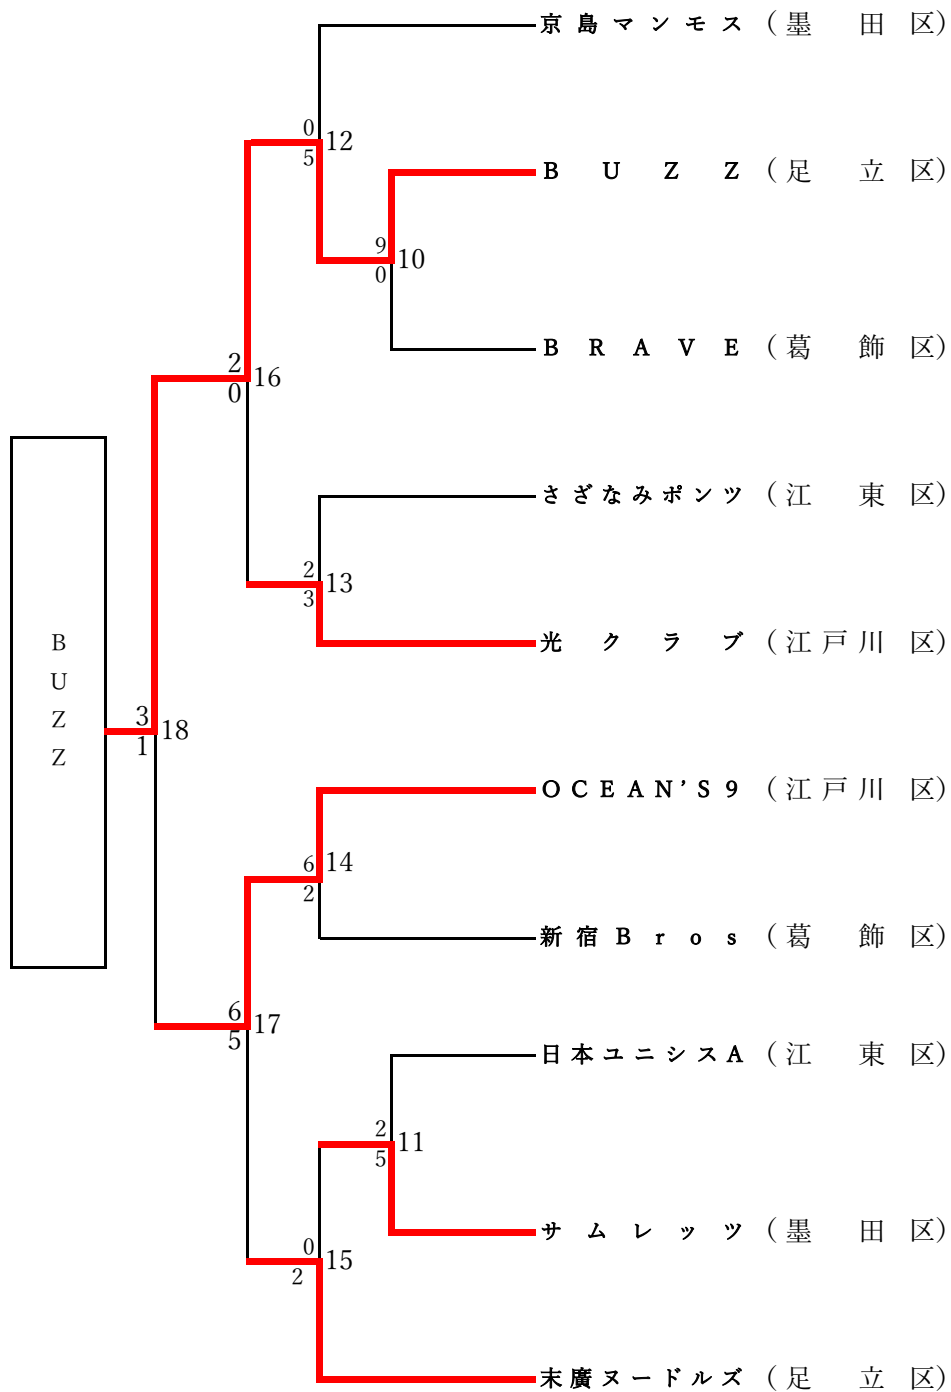 京島マンモス (墨田区)
0
12
5
BUZZ (足立区)
9
10
0
BRAVE (葛飾区)
2
16
0
さざなみポンツ (江東区)
2
13
3
光クラブ (江戸川区)
BUZZ
3
18
1
OCEAN'S9 (江戸川区)
6
14
2
新宿Bros (葛飾区)
6
17
5
日本ユニシスA (江東区)
2
11
5
サムレッツ (墨田区)
0
15
2
末廣ヌードルズ (足立区)